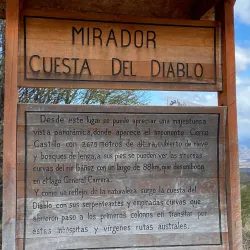 MIRADOR
CUESTA DEL DIABLO
Desde este lugar se puede apreciar una majestuosa
vista panorámica, donde aparece el imponente Cerro
Castillo con 2.678 metros de altura, cubierto de nieve
y bosques de lenga, a sus pies se pueden ver las
curvas del río Ibáñez con un largo de 88km, que desemboca
en el lago General Carrera.
Y como un reflejo de la naturaleza surge la cuesta del
Diablo, con sus serpenteantes y empinadas curvas que
abrieron paso a los primeros colonos en transitar por
estas inhóspitas y vírgenes rutas australes.